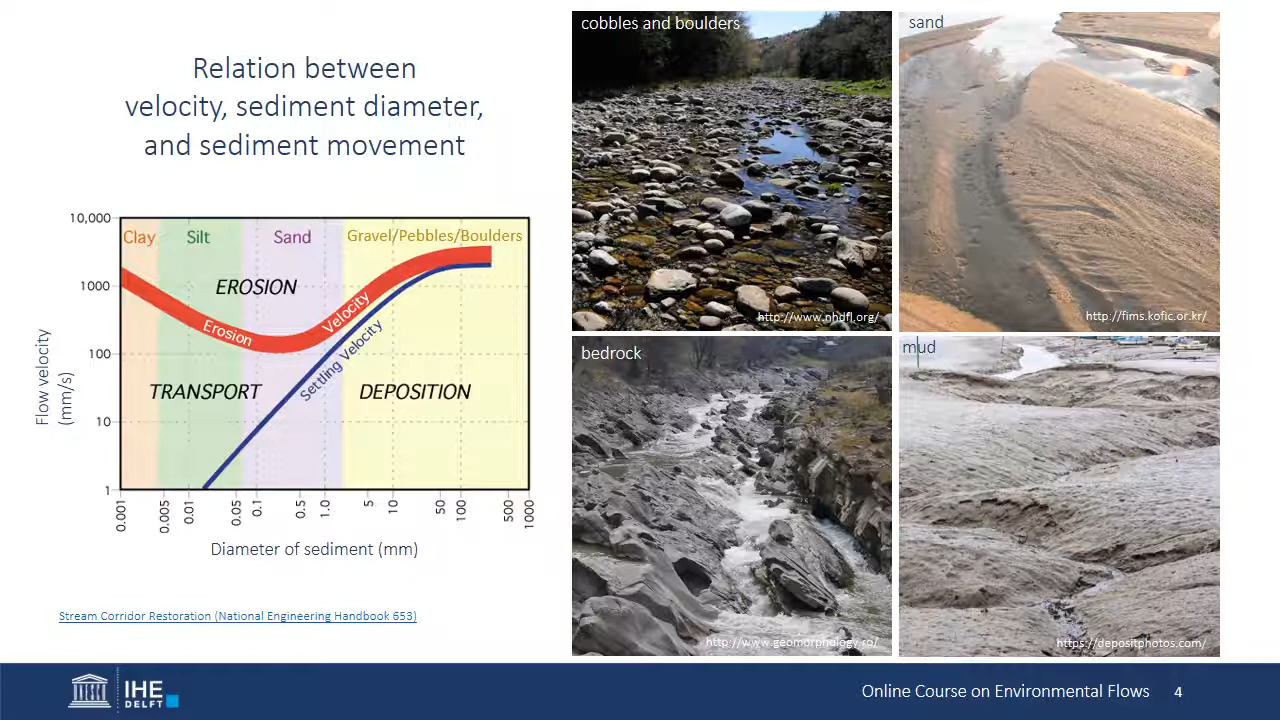 Relation between
velocity, sediment diameter,
and sediment movement
10,000
1000
100
10
1
Flow velocity
(mm/s)
Clay
Silt
Sand
Gravel/Pebbles/Boulders
EROSION
Erosion
Velocity
Settling Velocity
TRANSPORT
DEPOSITION
0.001
0.005
0.01
0.05
0.1
0.5
1.0
5
10
50
100
500
1000
Diameter of sediment (mm)
Stream Corridor Restoration (National Engineering Handbook 653)
cobbles and boulders
http://www.nhdfl.org/
sand
http://fims.kofic.or.kr/
bedrock
http://www.geomorphology.ro/
mud
https://depositphotos.com/
IHE
DELFT
Online Course on Environmental Flows 4